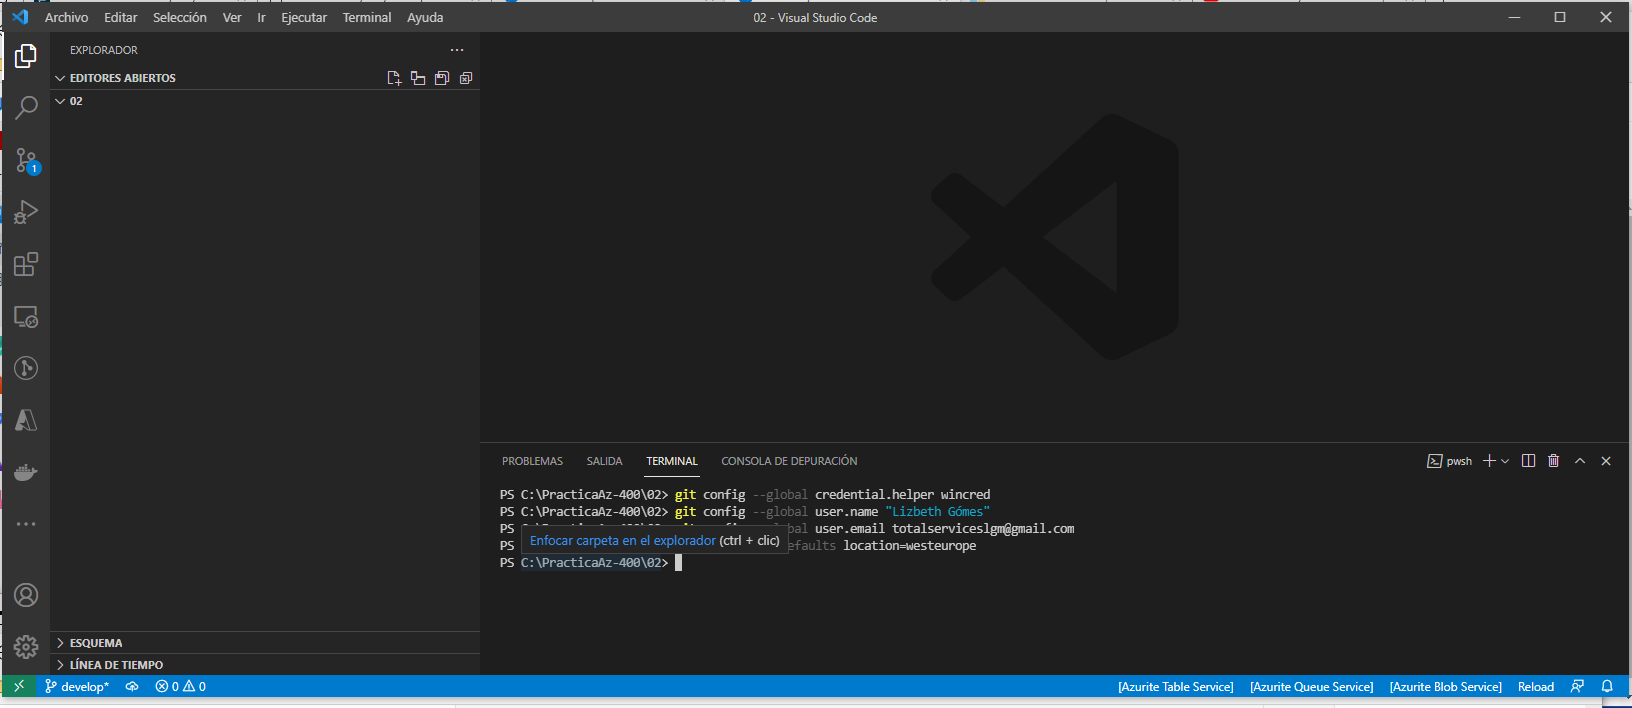 Archivo Editar Selección Ver Ir Ejecutar Terminal Ayuda
02 - Visual Studio Code
EXPLORADOR
EDITORES ABIERTOS
02
1
ESQUEMA
LÍNEA DE TIEMPO
PROBLEMAS SALIDA TERMINAL CONSOLA DE DEPURACIÓN
pwsh
PS C:\PracticaAz-400\02> git config --global credential.helper wincred
PS C:\PracticaAz-400\02> git config --global user.name "Lizbeth Gómes"
PS user.email totalserviceslgm@gmail.com
Enfocar carpeta en el explorador (ctrl + clic)
PS location=westeurope
PS C:\PracticaAz-400\02>
develop* 0 0 [Azurite Table Service] [Azurite Queue Service] [Azurite Blob Service] Reload